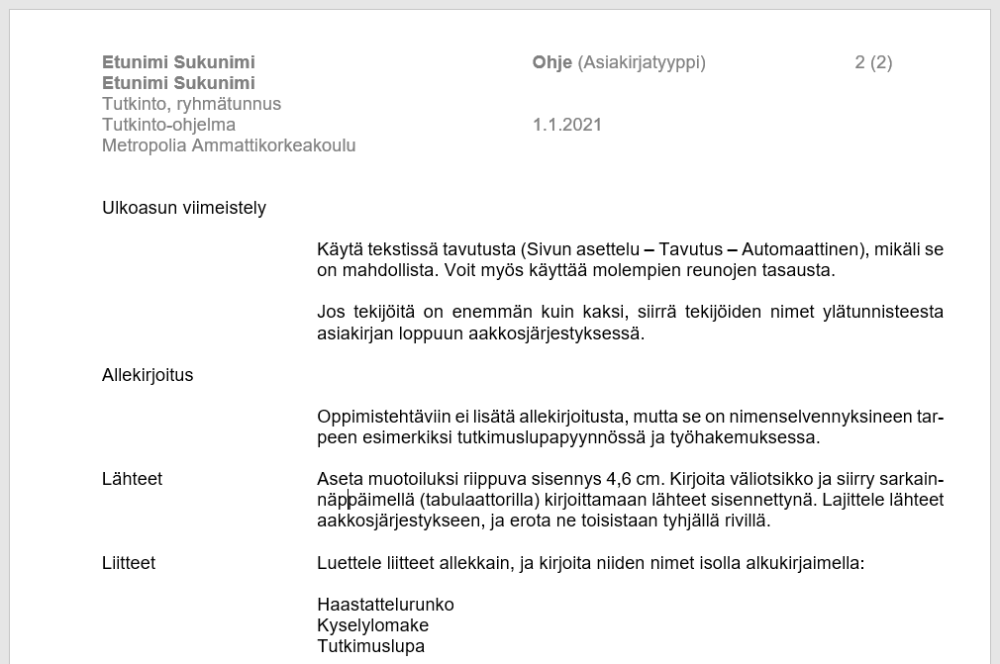 Etunimi Sukunimi Ohje (Asiakirjatyyppi) 2 (2)
Etunimi Sukunimi
Tutkinto, ryhmätunnus
Tutkinto-ohjelma 1.1.2021
Metropolia Ammattikorkeakoulu
Ulkoasun viimeistely
Käytä tekstissä tavutusta (Sivun asettelu – Tavutus – Automaattinen), mikäli se
on mahdollista. Voit myös käyttää molempien reunojen tasausta.
Jos tekijöitä on enemmän kuin kaksi, siirrä tekijöiden nimet ylätunnisteesta
asiakirjan loppuun aakkosjärjestyksessä.
Allekirjoitus
Oppimistehtäviin ei lisätä allekirjoitusta, mutta se on nimenselvennyksineen tar-
peen esimerkiksi tutkimuslupapyynnössä ja työhakemuksessa.
Lähteet Aseta muotoiluksi riippuva sisennys 4,6 cm. Kirjoita väliotsikko ja siirry sarkain-
näppäimellä (tabulaattorilla) kirjoittamaan lähteet sisennettynä. Lajittele lähteet
aakkosjärjestykseen, ja erota ne toisistaan tyhjällä rivillä.
Liitteet Luettele liitteet allekkain, ja kirjoita niiden nimet isolla alkukirjaimella:
Haastattelurunko
Kyselylomake
Tutkimuslupa